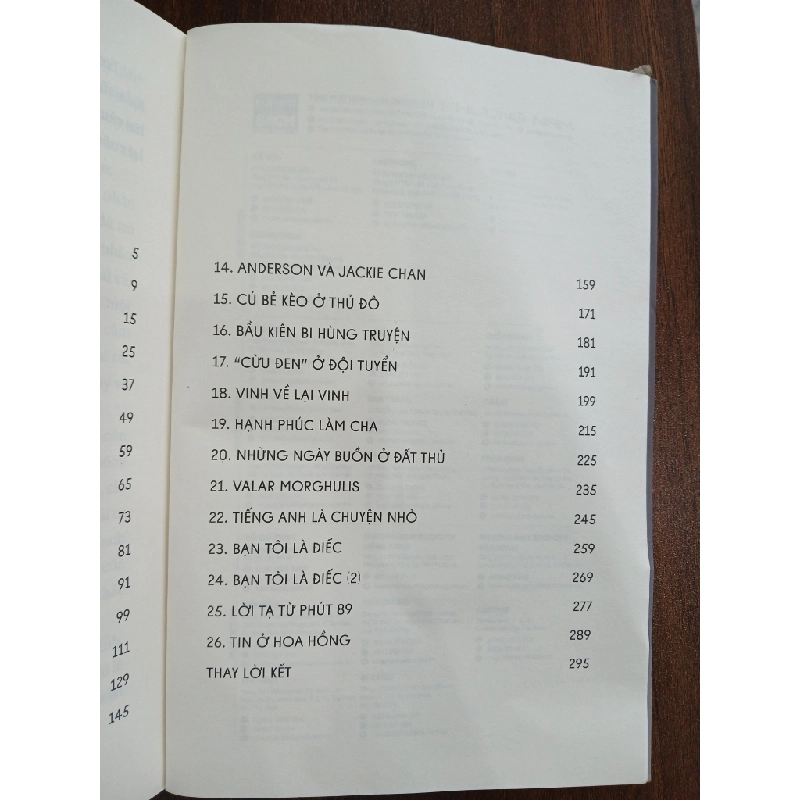 5
9
15
25
37
49
59
65
73
81
91
99
111
129
145
14. ANDERSON VÀ JACKIE CHAN 159
15. CÚ BẺ KÈO Ở THỦ ĐÔ 171
16. BẦU KIÊN BI HÙNG TRUYỆN 181
17. “CỪU ĐEN” Ở ĐỘI TUYỂN 191
18. VINH VỀ LẠI VINH 199
19. HẠNH PHÚC LÀM CHA 215
20. NHỮNG NGÀY BUỒN Ở ĐẤT THỦ 225
21. VALAR MORGHULIS 235
22. TIẾNG ANH LÀ CHUYỆN NHỎ 245
23. BẠN TÔI LÀ ĐIẾC 259
24. BẠN TÔI LÀ ĐIẾC (2) 269
25. LỜI TẠ TỪ PHÚT 89 277
26. TIN Ở HOA HỒNG 289
THAY LỜI KẾT 295